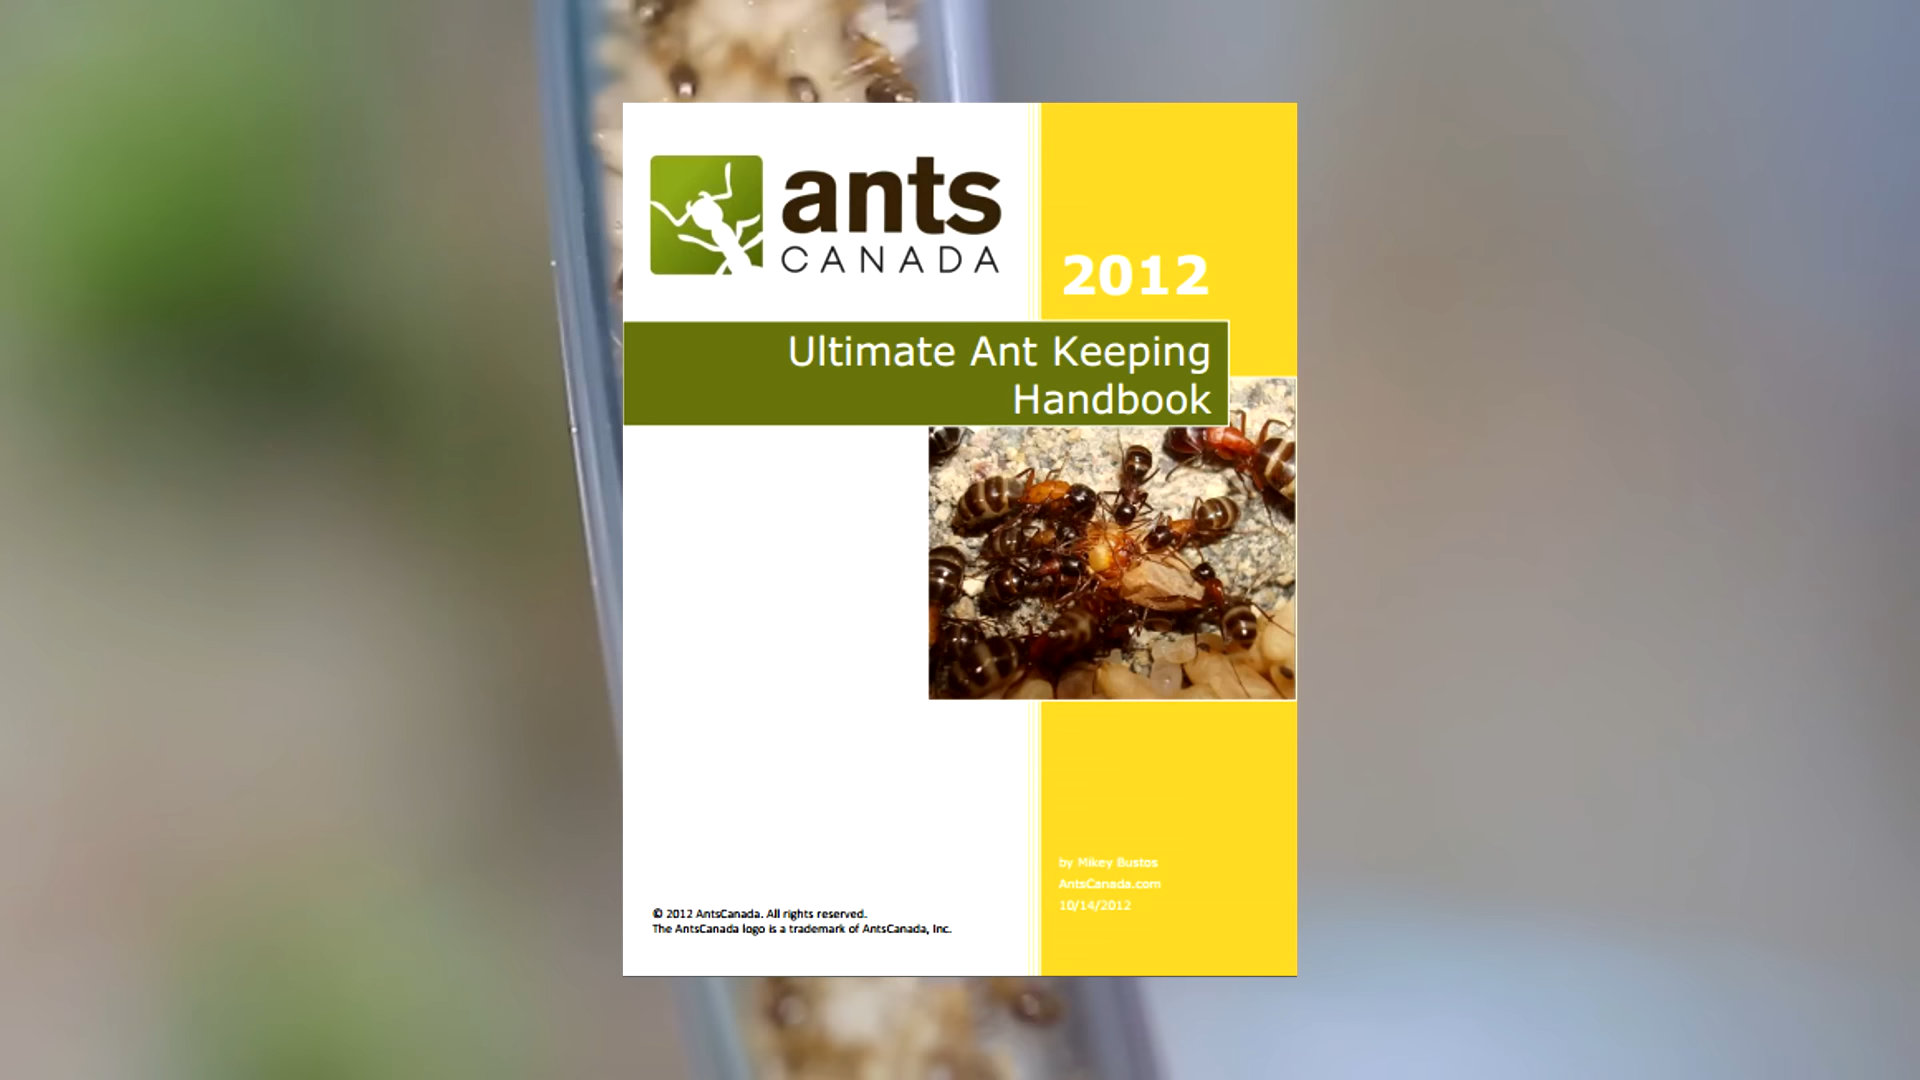 ants
CANADA
2012
Ultimate Ant Keeping
Handbook
by Mikey Bustos
AntsCanada.com
10/14/2012
© 2012 AntsCanada. All rights reserved.
The AntsCanada logo is a trademark of AntsCanada, Inc.